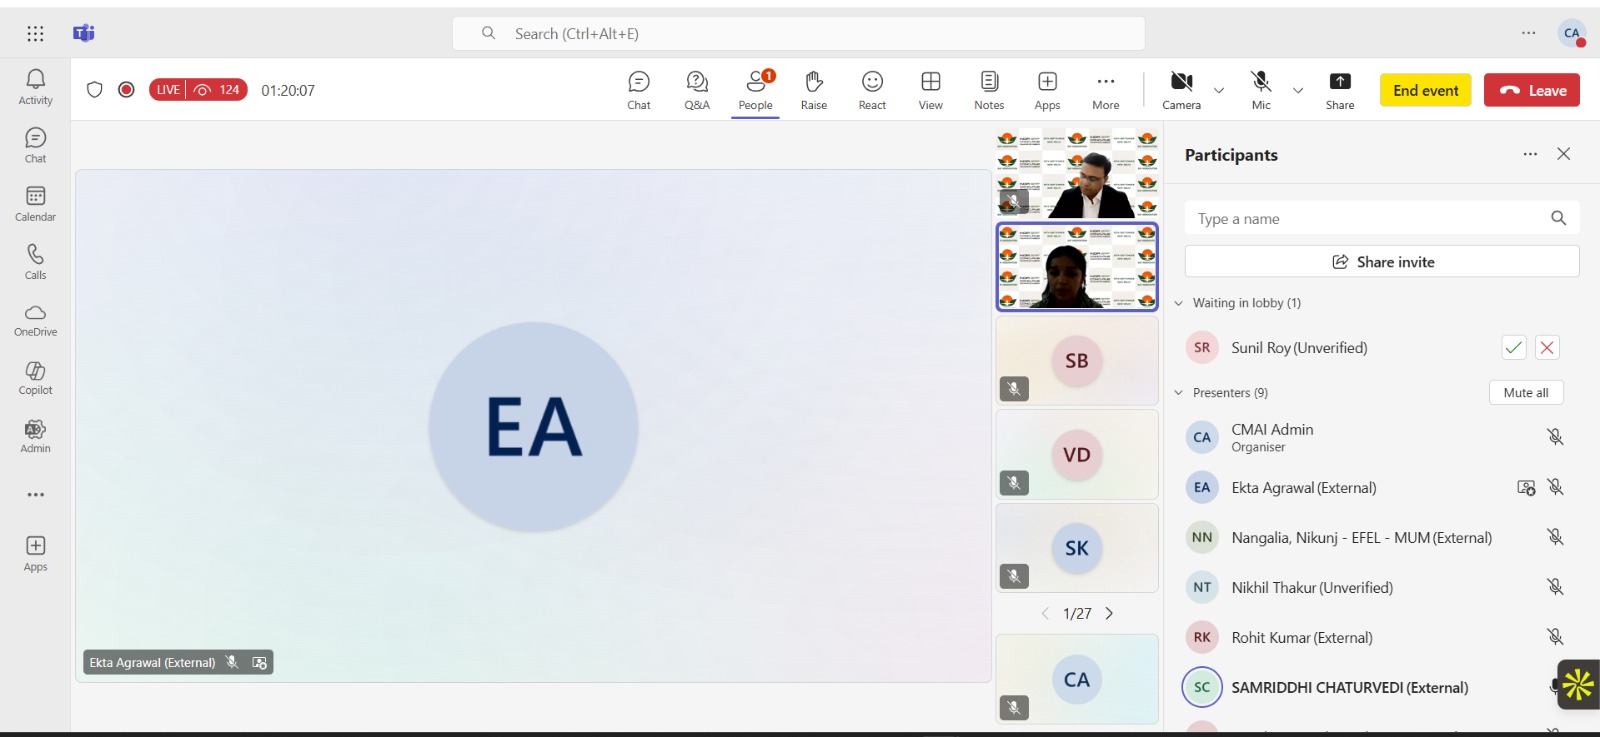 Search (Ctrl+Alt+E)
CA
Activity
Chat
Calendar
Calls
OneDrive
Copilot
Admin
Apps
LIVE 124 01:20:07
Chat
Q&A
1
People
Raise
React
View
Notes
Apps
More
Camera
Mic
Share
End event
Leave
EA
Ekta Agrawal (External)
SB
VD
SK
1/27
CA
Participants
Type a name
Share invite
Waiting in lobby (1)
SR Sunil Roy (Unverified)
Presenters (9)
Mute all
CA CMAI Admin
Organiser
EA Ekta Agrawal (External)
NN Nangalia, Nikunj - EFEL - MUM (External)
NT Nikhil Thakur (Unverified)
RK Rohit Kumar (External)
SC SAMRIDDHI CHATURVEDI (External)